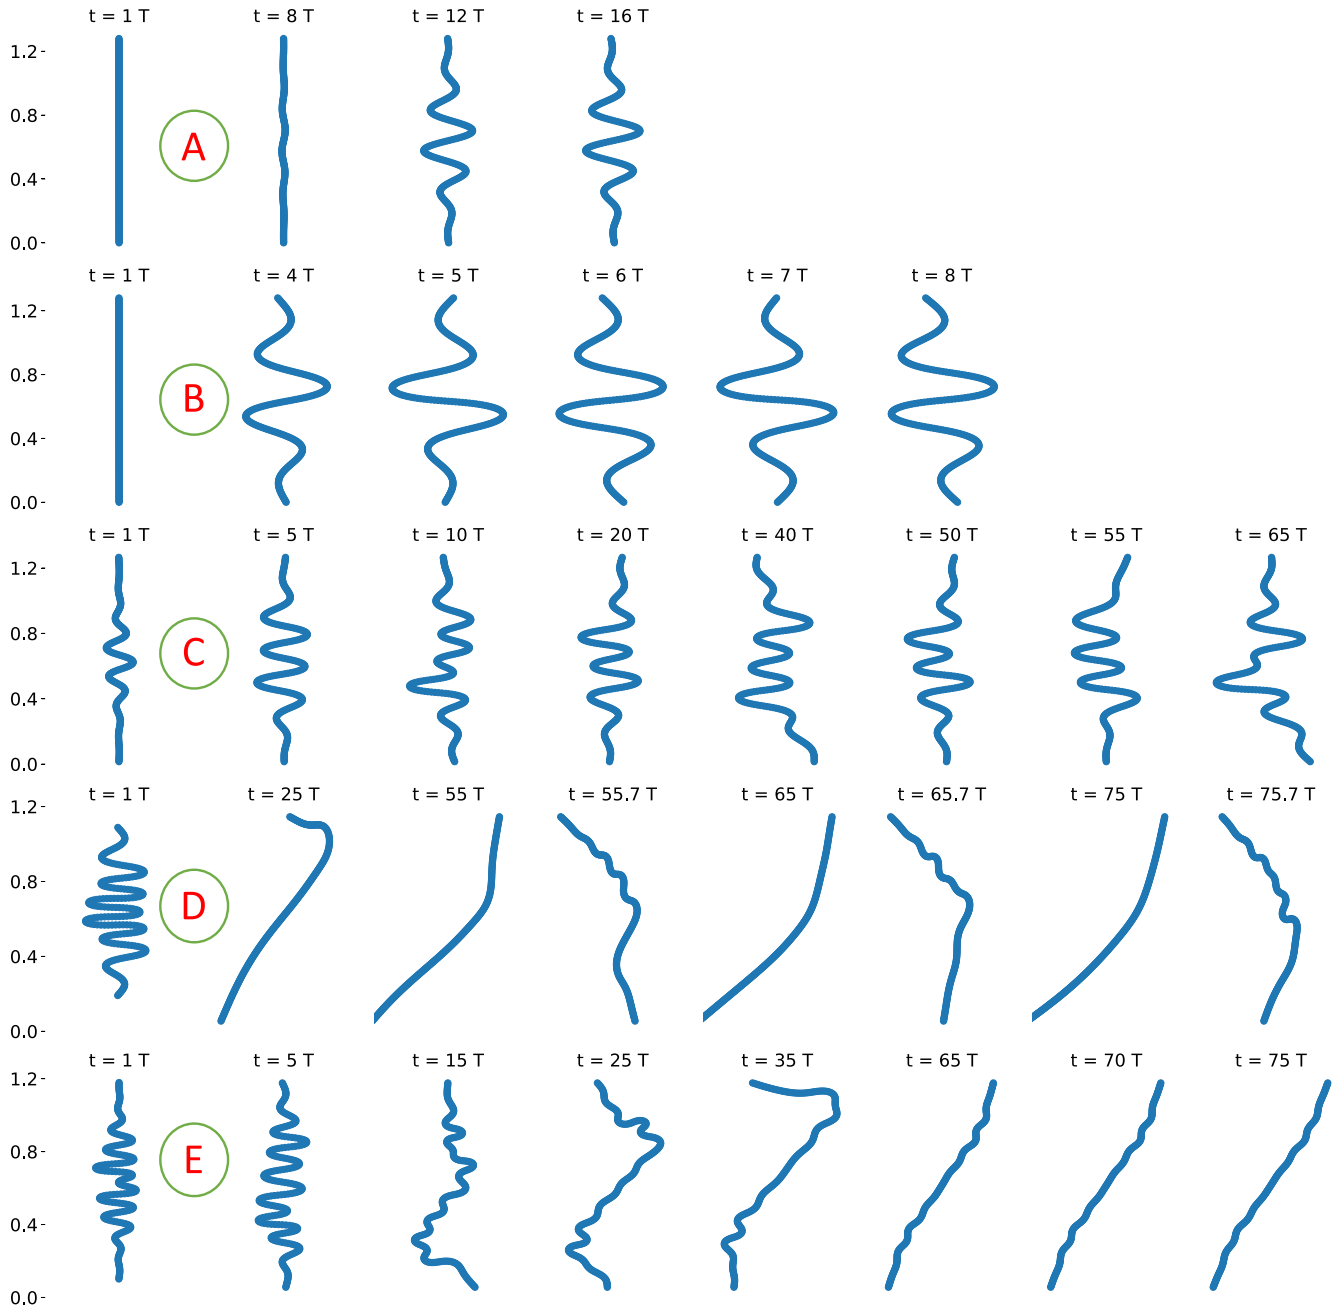 t = 1 T t = 8 T t = 12 T t = 16 T
1.2
0.8
A
0.4
0.0
t = 1 T t = 4 T t = 5 T t = 6 T t = 7 T t = 8 T
1.2
0.8
B
0.4
0.0
t = 1 T t = 5 T t = 10 T t = 20 T t = 40 T t = 50 T t = 55 T t = 65 T
1.2
0.8
C
0.4
0.0
t = 1 T t = 25 T t = 55 T t = 55.7 T t = 65 T t = 65.7 T t = 75 T t = 75.7 T
1.2
0.8
D
0.4
0.0
t = 1 T t = 5 T t = 15 T t = 25 T t = 35 T t = 65 T t = 70 T t = 75 T
1.2
0.8
E
0.4
0.0